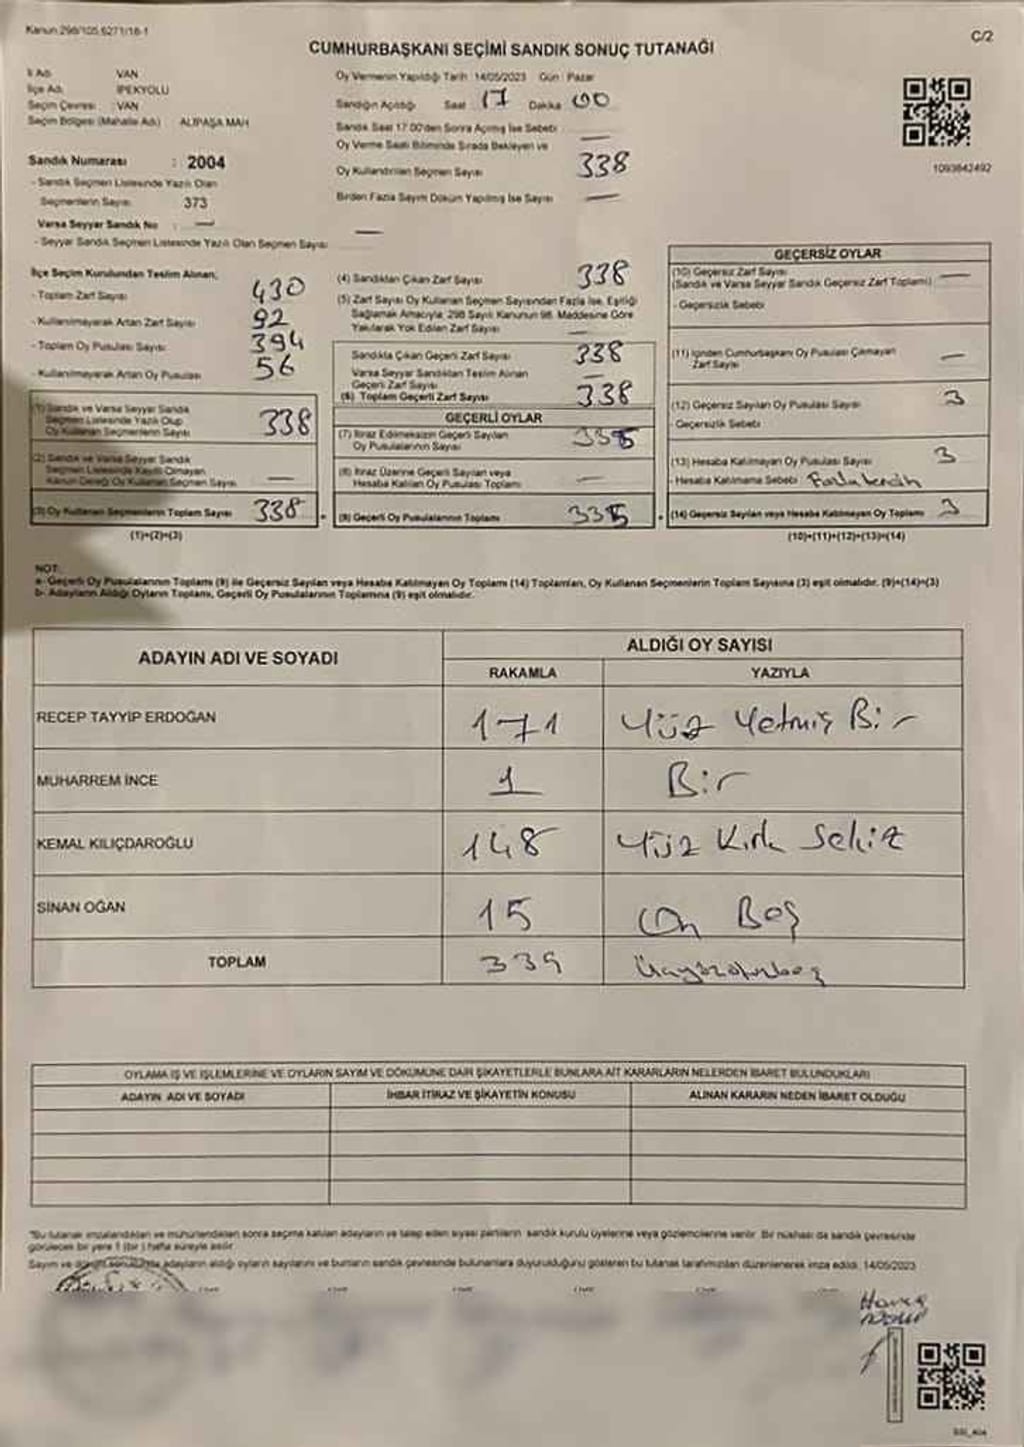 Kanun 298/105,6271/18-1
C/2
CUMHURBAŞKANI SEÇİMİ SANDIK SONUÇ TUTANAĞI
İl Adı VAN
İlçe Adı İPEKYOLU
Seçim Çevresi : VAN
Seçim Bölgesi (Mahalle Adı) ALİPAŞA MAH
Oy Vermenin Yapıldığı Tarih 14/05/2023 Gün Pazar
Sandığın Açıldığı Saat 17 Dakika 00
Sandık Saat 17.00'den Sonra Açılmış İse Sebebi —
Oy Verme Saati Bitiminde Sırada Bekleyen ve
Oy Kullandırılan Seçmen Sayısı 338
Birden Fazla Sayım Döküm Yapılmış İse Sayısı —
1093842492
Sandık Numarası : 2004
- Sandık Seçmen Listesinde Yazılı Olan
Seçmenlerin Sayısı 373
Varsa Seyyar Sandık No : —
- Seyyar Sandık Seçmen Listesinde Yazılı Olan Seçmen Sayısı —
İlçe Seçim Kurulundan Teslim Alınan,
- Toplam Zarf Sayısı 430
- Kullanılmayarak Artan Zarf Sayısı 92
- Toplam Oy Pusulası Sayısı 394
- Kullanılmayarak Artan Oy Pusulası 56
(1) Sandık ve Varsa Seyyar Sandık
Seçmen Listesinde Yazılı Olup
Oy Kullanan Seçmenlerin Sayısı 338
(2) Sandık ve Varsa Seyyar Sandık
Seçmen Listesinde Kayıtlı Olmayan
Kanun Gereği Oy Kullanan Seçmen Sayısı —
(3) Oy Kullanan Seçmenlerin Toplam Sayısı 338
(1)+(2)=(3)
(4) Sandıktan Çıkan Zarf Sayısı 338
(5) Zarf Sayısı Oy Kullanan Seçmen Sayısından Fazla İse, Eşitliği
Sağlamak Amacıyla; 298 Sayılı Kanunun 98. Maddesine Göre
Yakılarak Yok Edilen Zarf Sayısı —
Sandıkta Çıkan Geçerli Zarf Sayısı 338
Varsa Seyyar Sandıktan Teslim Alınan
Geçerli Zarf Sayısı —
(6) Toplam Geçerli Zarf Sayısı 338
GEÇERLİ OYLAR
(7) İtiraz Edilmeksizin Geçerli Sayılan
Oy Pusulalarının Sayısı 335
(8) İtiraz Üzerine Geçerli Sayılan veya
Hesaba Katılan Oy Pusulası Toplamı —
(9) Geçerli Oy Pusulalarının Toplamı 335
GEÇERSİZ OYLAR
(10) Geçersiz Zarf Sayısı —
(Sandık ve Varsa Seyyar Sandık Geçersiz Zarf Toplamı)
- Geçersizlik Sebebi
(11) İçinden Cumhurbaşkanı Oy Pusulası Çıkmayan
Zarf Sayısı —
(12) Geçersiz Sayılan Oy Pusulası Sayısı 3
- Geçersizlik Sebebi
(13) Hesaba Katılmayan Oy Pusulası Sayısı 3
- Hesaba Katılmama Sebebi
(14) Geçersiz Sayılan veya Hesaba Katılmayan Oy Toplamı 3
(10)+(11)+(12)+(13)=(14)
NOT:
a- Geçerli Oy Pusulalarının Toplamı (9) ile Geçersiz Sayılan veya Hesaba Katılmayan Oy Toplamı (14) Toplamları, Oy Kullanan Seçmenlerin Toplam Sayısına (3) eşit olmalıdır. (9)+(14)=(3)
b- Adayların Aldığı Oyların Toplamı, Geçerli Oy Pusulalarının Toplamına (9) eşit olmalıdır.
ADAYIN ADI VE SOYADI
ALDIĞI OY SAYISI
RAKAMLA YAZIYLA
RECEP TAYYİP ERDOĞAN 171 Yüz Yetmiş Bir
MUHARREM İNCE 1 Bir
KEMAL KILIÇDAROĞLU 148 Yüz Kırk Sekiz
SİNAN OĞAN 15 On Beş
TOPLAM 335 Üçyüzotuzbeş
OYLAMA İŞ VE İŞLEMLERİNE VE OYLARIN SAYIM VE DÖKÜMÜNE DAİR ŞİKAYETLERLE BUNLARA AİT KARARLARIN NELERDEN İBARET BULUNDUKLARI
ADAYIN ADI VE SOYADI İHBAR İTİRAZ VE ŞİKAYETİN KONUSU ALINAN KARARIN NEDEN İBARET OLDUĞU
*Bu tutanak imzalandıktan ve mühürlendikten sonra seçime katılan adayların ve talep eden siyasi partilerin sandık kurulu üyelerine veya gözlemcilerine verilir. Bir nüshası da sandık çevresinde
görülecek bir yere 1 (bir) hafta süreyle asılır.
Sayım ve döküm sonunda adayların aldığı oyların sayılarını ve bunların sandık çevresinde bulunanlara duyurulduğunu gösteren bu tutanak tarafımızdan düzenlenerek imza edildi. 14/05/2023